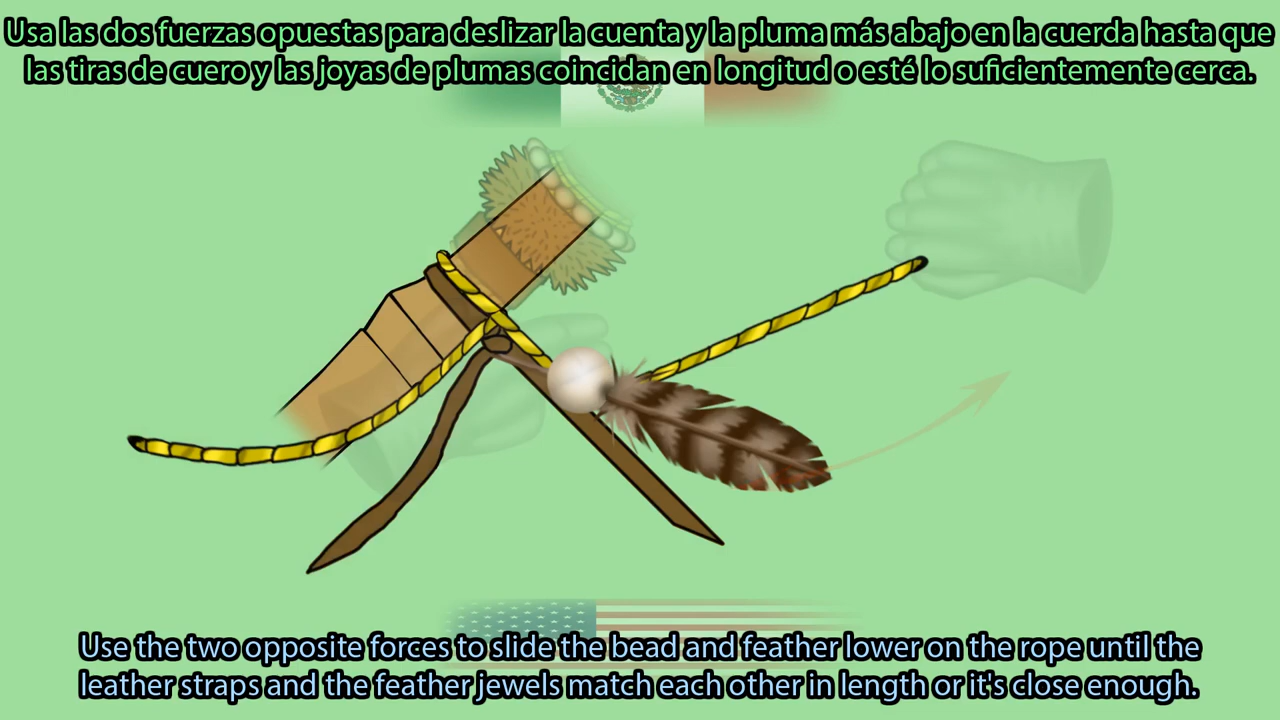 Usa las dos fuerzas opuestas para deslizar la cuenta y la pluma más abajo en la cuerda hasta que
las tiras de cuero y las joyas de plumas coincidan en longitud o esté lo suficientemente cerca.
Use the two opposite forces to slide the bead and feather lower on the rope until the
leather straps and the feather jewels match each other in length or it's close enough.